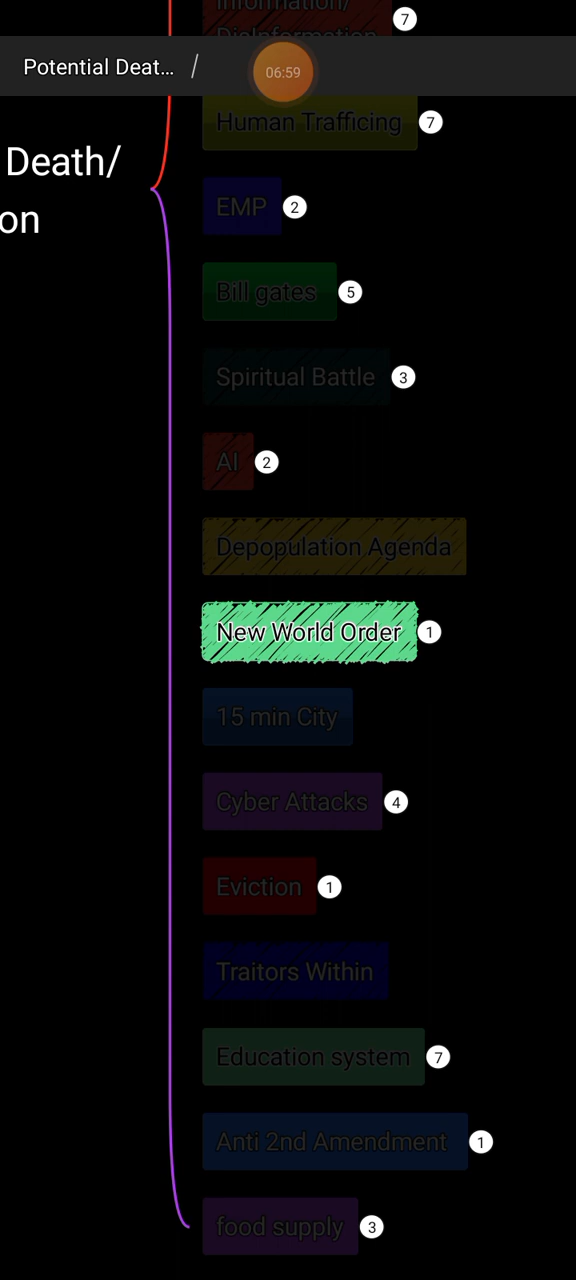 Information/
DisInformation
7
Potential Deat... /
06:59
Human Trafficing 7
Death/
on
EMP 2
Bill gates 5
Spiritual Battle 3
AI 2
Depopulation Agenda
New World Order 1
15 min City
Cyber Attacks 4
Eviction 1
Traitors Within
Education system 7
Anti 2nd Amendment 1
food supply 3